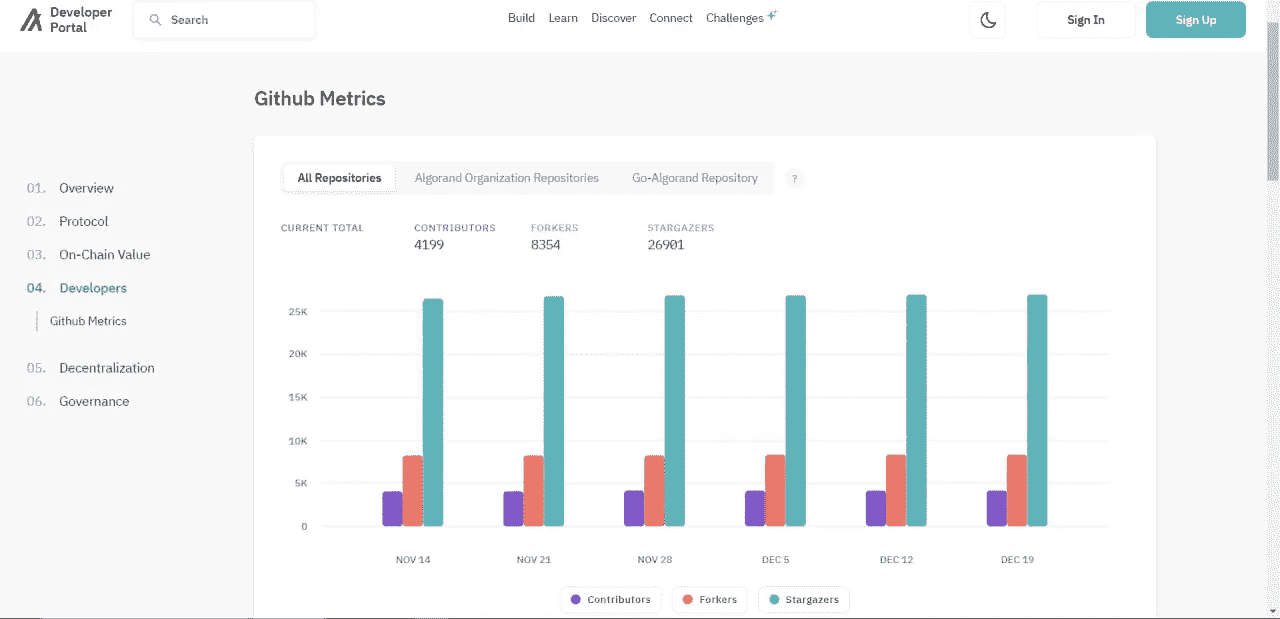 Developer
Portal
Search
Build Learn Discover Connect Challenges
Sign In
Sign Up
Github Metrics
01. Overview
02. Protocol
03. On-Chain Value
04. Developers
Github Metrics
05. Decentralization
06. Governance
All Repositories Algorand Organization Repositories Go-Algorand Repository ?
CURRENT TOTAL CONTRIBUTORS FORKERS STARGAZERS
4199 8354 26901
25K
20K
15K
10K
5K
0
NOV 14 NOV 21 NOV 28 DEC 5 DEC 12 DEC 19
Contributors Forkers Stargazers